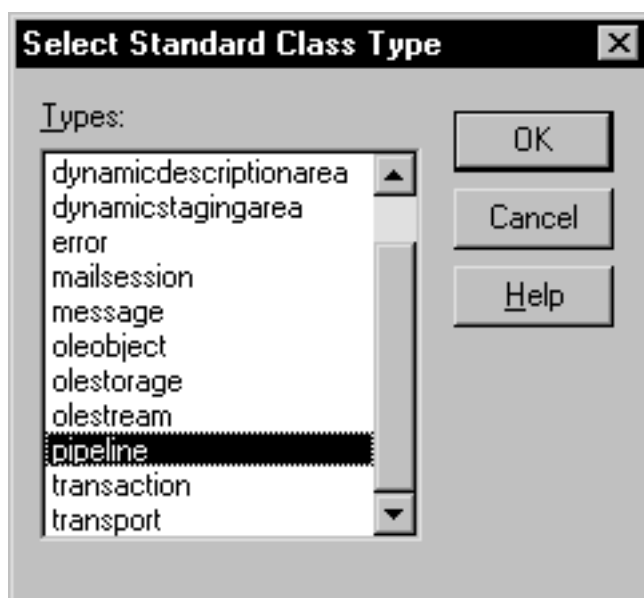 Select Standard Class Type
Types:
dynamicdescriptionarea
dynamicstagingarea
error
mailsession
message
oleobject
olestorage
olestream
pipeline
transaction
transport
OK
Cancel
Help